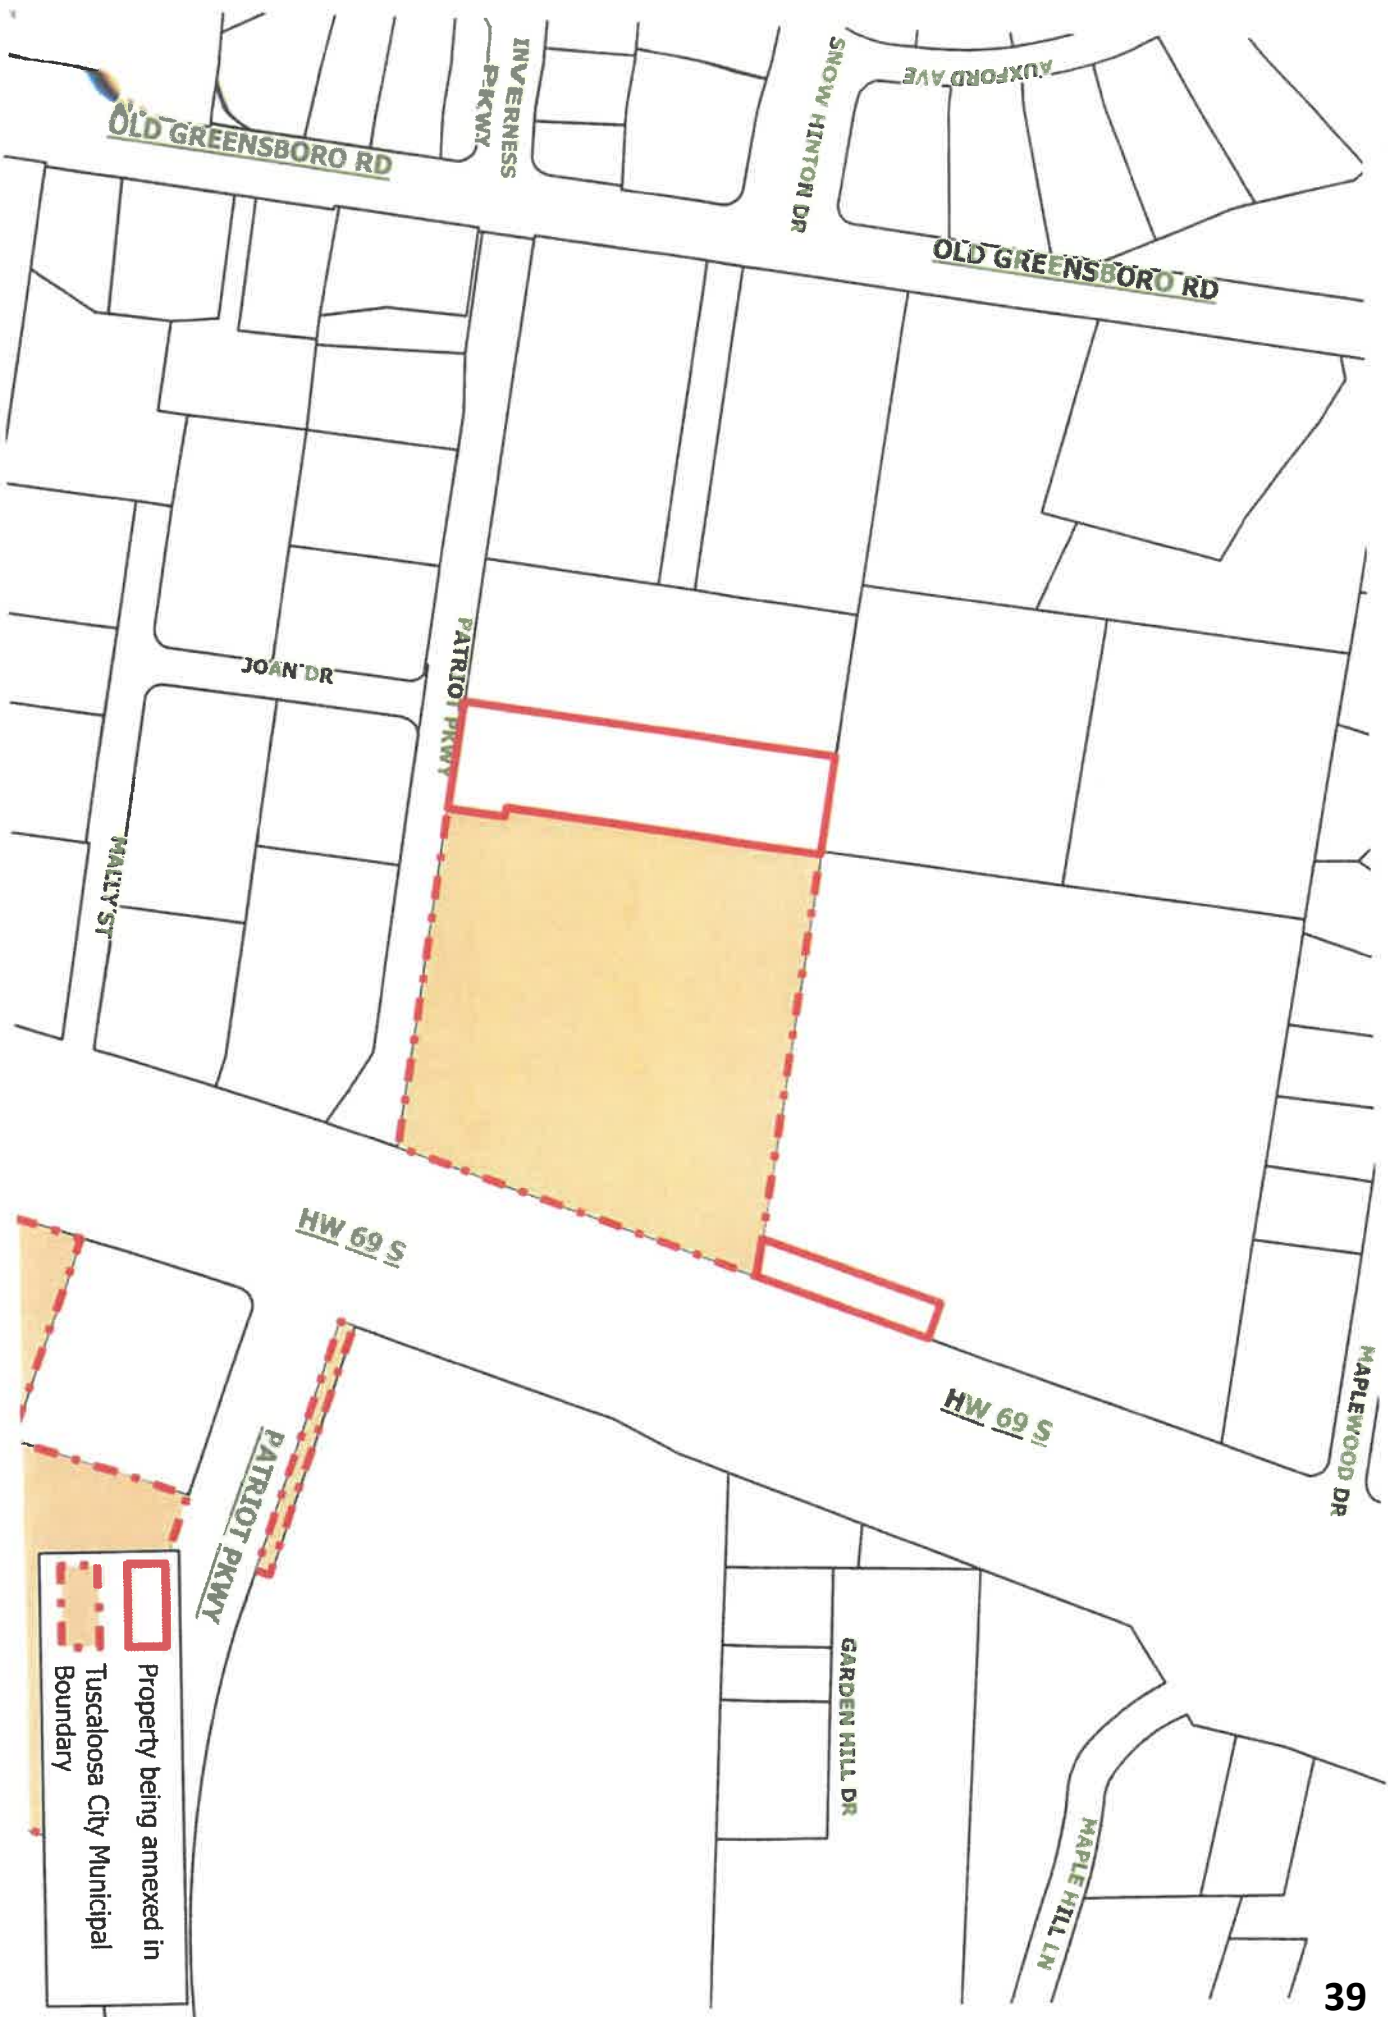 INVERNESS
PKWY
SNOW HINTON DR
AUXFORD AVE
OLD GREENSBORO RD
OLD GREENSBORO RD
PATRIOT PKWY
JOAN DR
MALLY ST
HW 69 S
HW 69 S
MAPLEWOOD DR
PATRIOT PKWY
GARDEN HILL DR
MAPLE HILL LN
Property being annexed in
Tuscaloosa City Municipal
Boundary
39